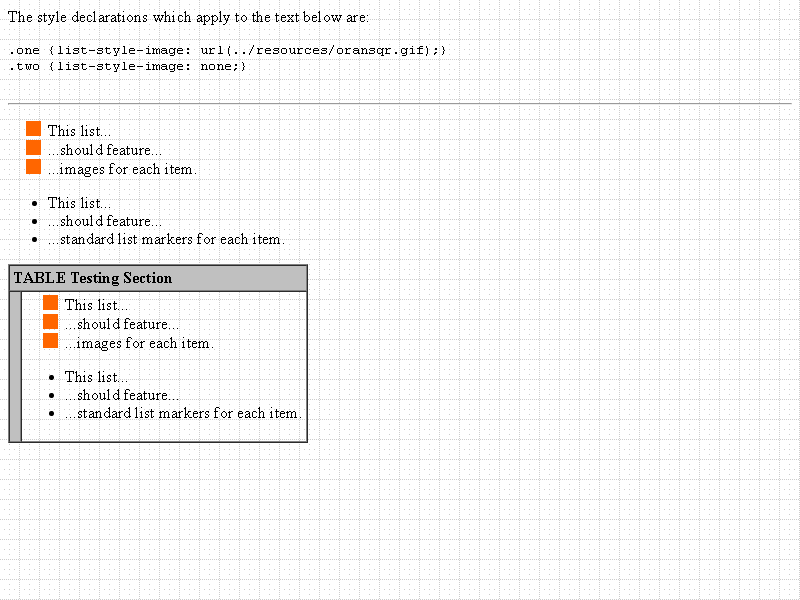 The style declarations which apply to the text below are:
.one {list-style-image: url(../resources/oransqr.gif);}
.two {list-style-image: none;}
This list...
...should feature...
...images for each item.
This list...
...should feature...
...standard list markers for each item.
TABLE Testing Section
This list...
...should feature...
...images for each item.
This list...
...should feature...
...standard list markers for each item.